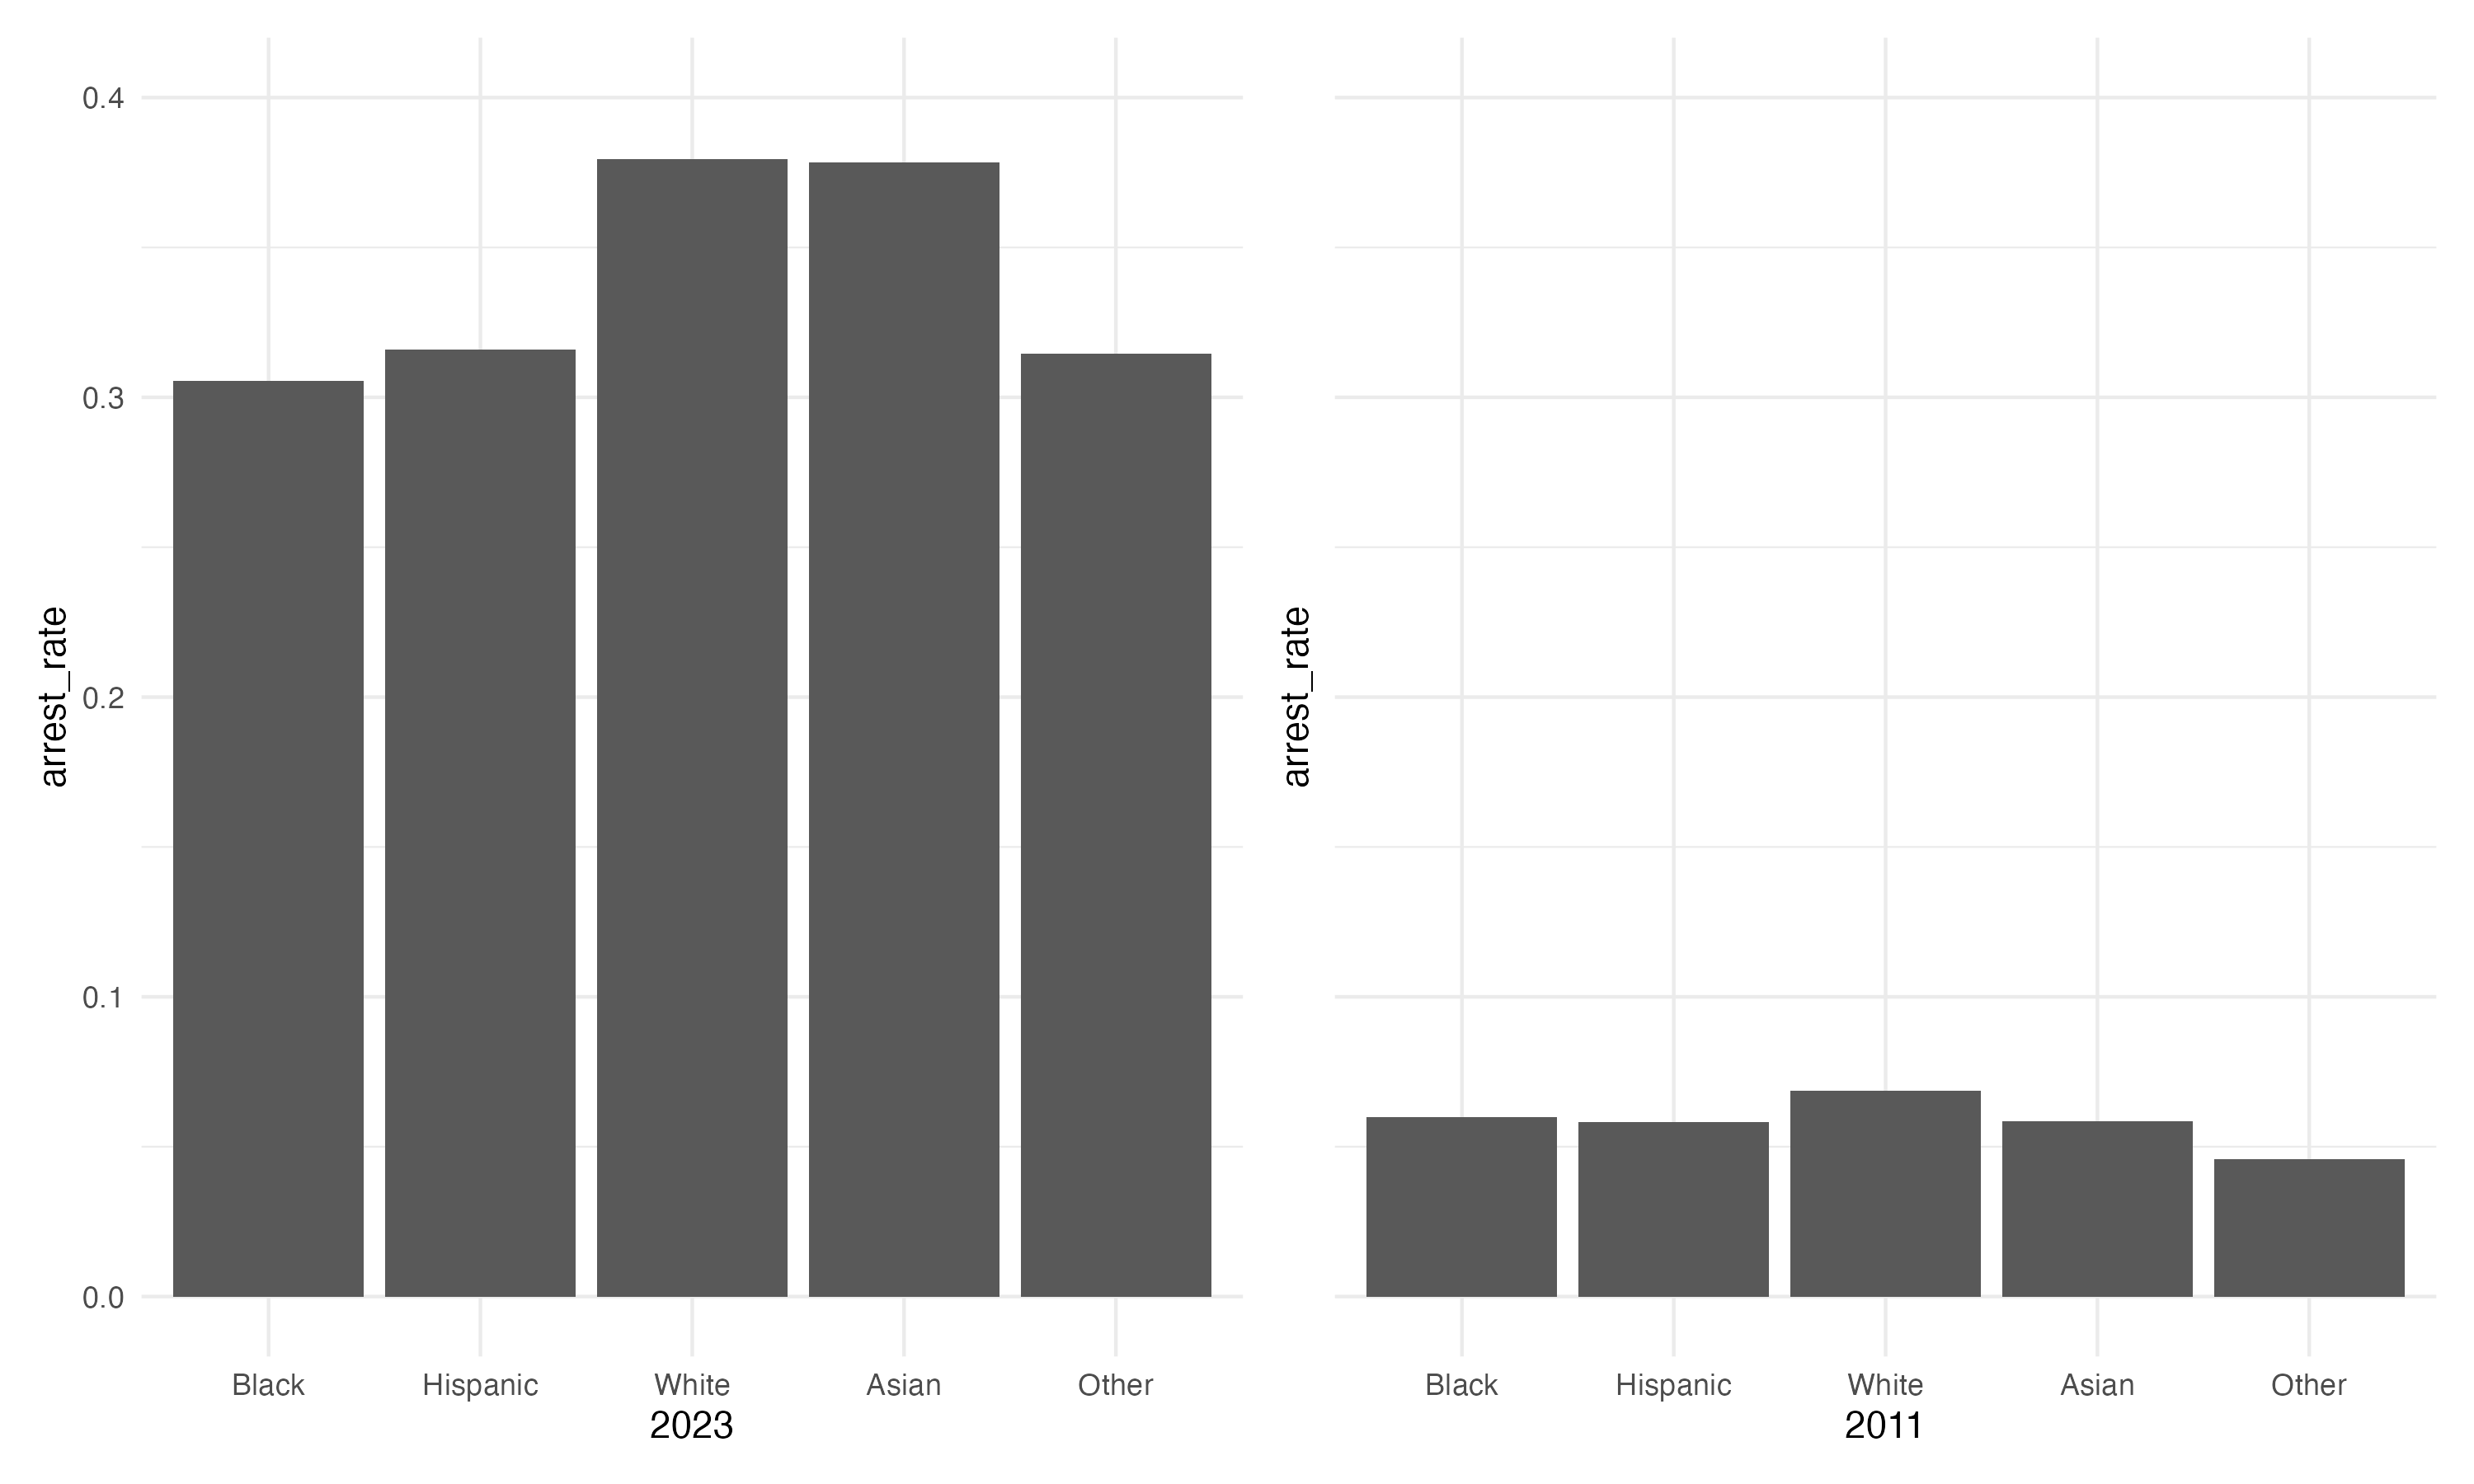 arrest_rate
0.4
0.3
0.2
0.1
0.0
Black Hispanic White Asian Other
2023
arrest_rate
Black Hispanic White Asian Other
2011